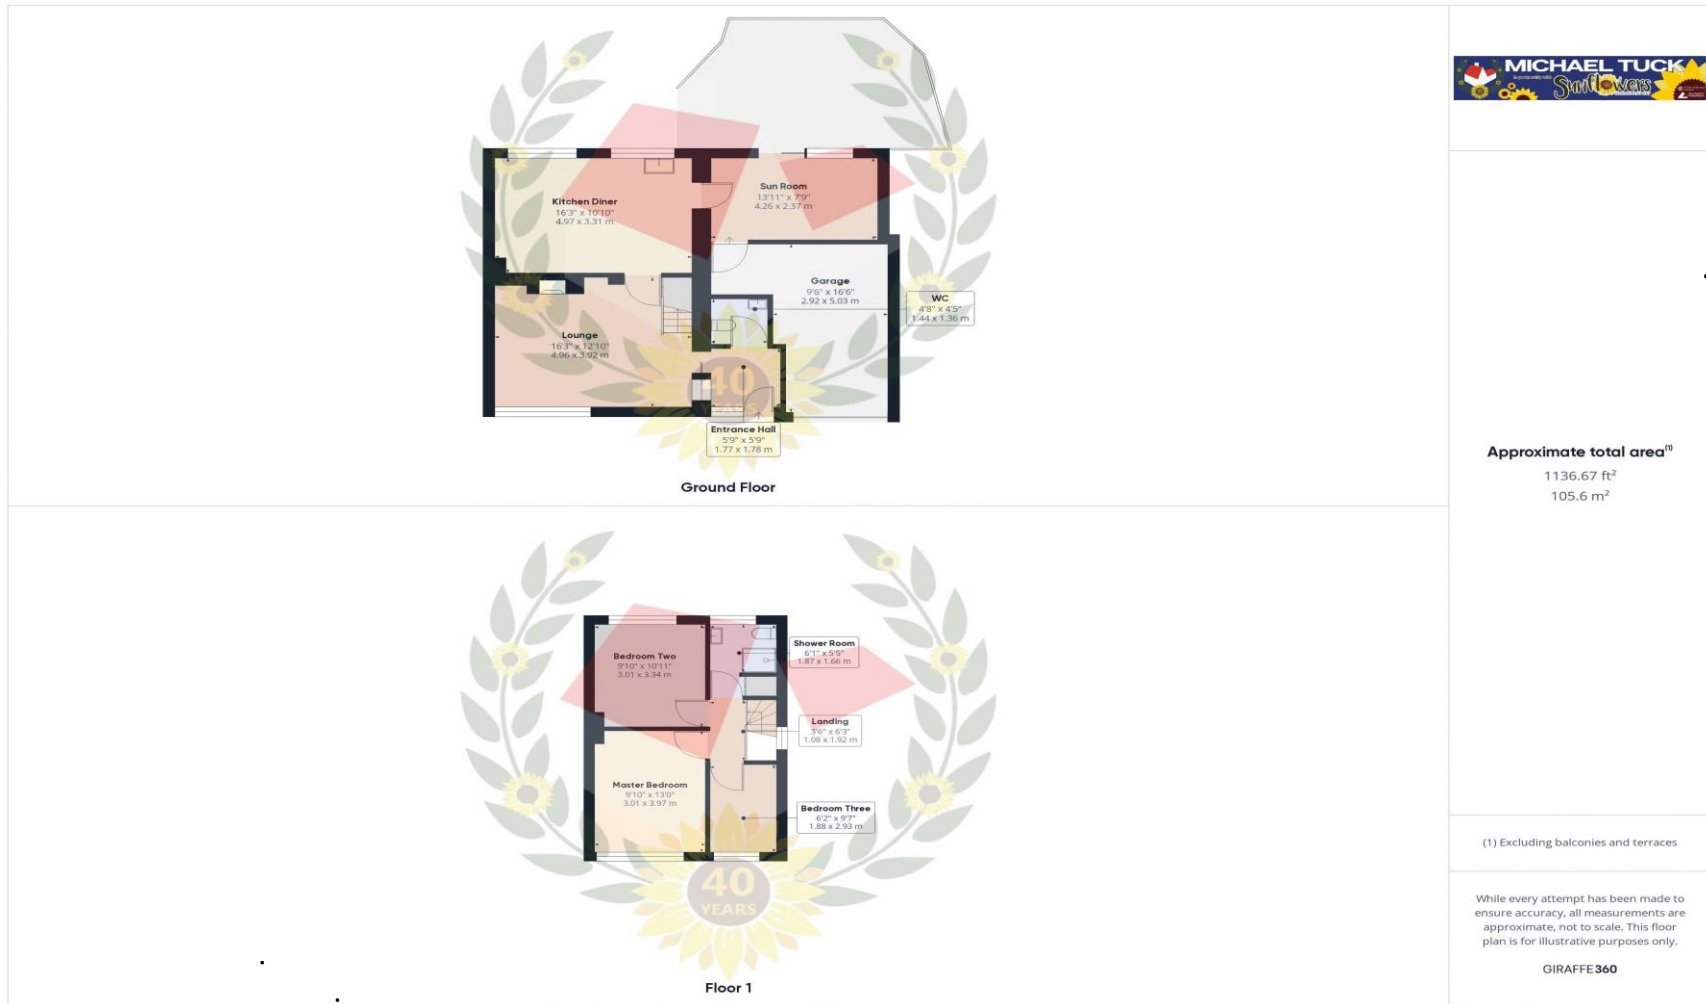 Kitchen Diner
16'3" x 10'10"
4.97 x 3.31 m
Sun Room
13'11" x 7'9"
4.26 x 2.37 m
Garage
9'6" x 16'6"
2.92 x 5.03 m
WC
4'8" x 4'5"
1.44 x 1.36 m
Lounge
16'3" x 12'10"
4.96 x 3.92 m
40
YEARS
Entrance Hall
5'9" x 5'9"
1.77 x 1.78 m
Ground Floor
Bedroom Two
9'10" x 10'11"
3.01 x 3.34 m
Shower Room
6'1" x 5'5"
1.87 x 1.66 m
Landing
3'6" x 6'3"
1.08 x 1.92 m
Master Bedroom
9'10" x 13'0"
3.01 x 3.97 m
Bedroom Three
6'2" x 9'7"
1.88 x 2.93 m
40
YEARS
Floor 1
MICHAEL TUCK
Sunflowers
Approximate total area(1)
1136.67 ft²
105.6 m²
(1) Excluding balconies and terraces
While every attempt has been made to
ensure accuracy, all measurements are
approximate, not to scale. This floor
plan is for illustrative purposes only.
GIRAFFE360